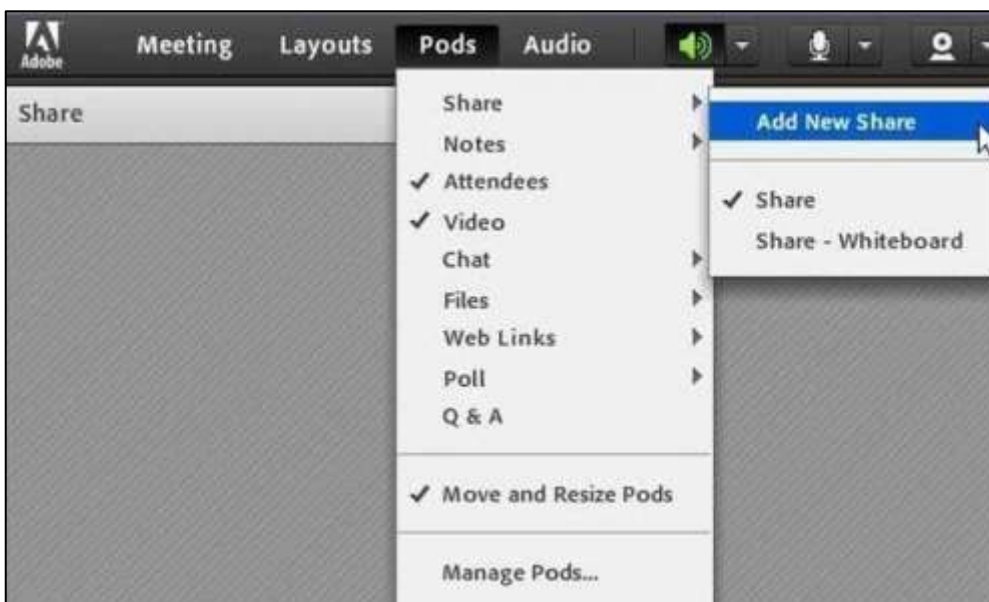 Adobe
Meeting Layouts Pods Audio
Share
Share
Notes
✓ Attendees
✓ Video
Chat
Files
Web Links
Poll
Q & A
✓ Move and Resize Pods
Manage Pods...
Add New Share
✓ Share
Share - Whiteboard